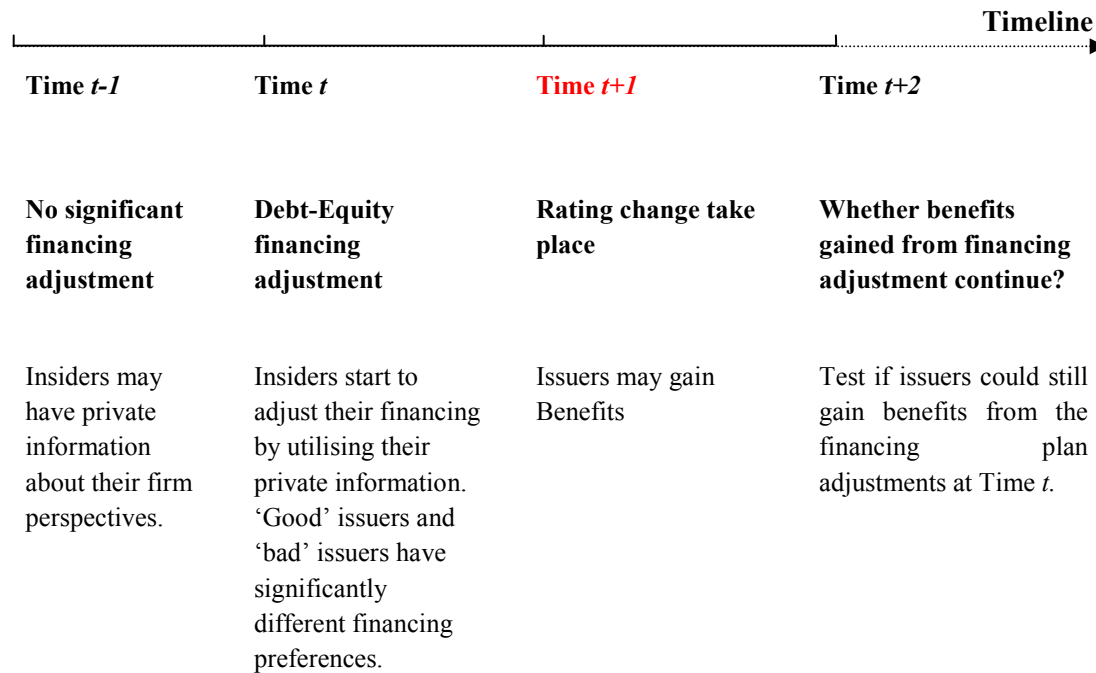 Timeline
Time t-1
Time t
Time t+1
Time t+2
No significant
financing
adjustment
Debt-Equity
financing
adjustment
Rating change take
place
Whether benefits
gained from financing
adjustment continue?
Insiders may
have private
information
about their firm
perspectives.
Insiders start to
adjust their financing
by utilising their
private information.
‘Good’ issuers and
‘bad’ issuers have
significantly
different financing
preferences.
Issuers may gain
Benefits
Test if issuers could still
gain benefits from the
financing plan
adjustments at Time t.